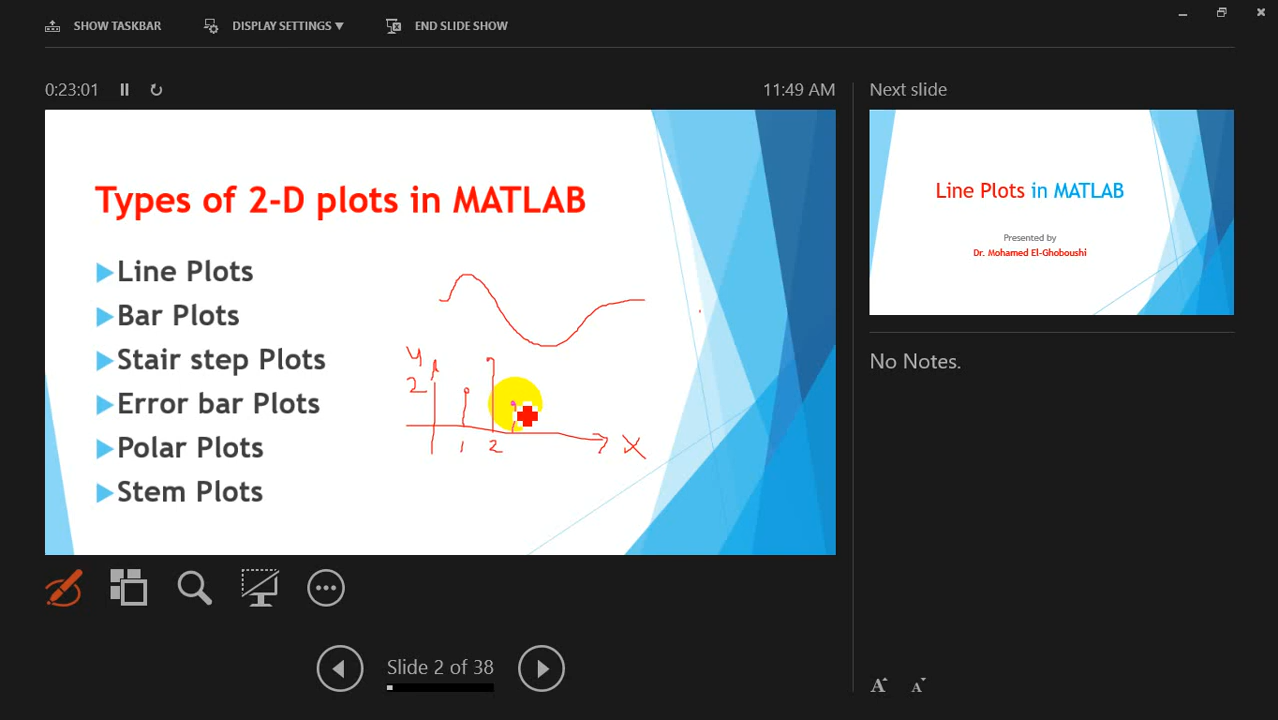 SHOW TASKBAR
DISPLAY SETTINGS ▼
END SLIDE SHOW
0:23:01
11:49 AM
Types of 2-D plots in MATLAB
Line Plots
Bar Plots
Stair step Plots
Error bar Plots
Polar Plots
Stem Plots
y
2
1 2
X
Slide 2 of 38
Next slide
Line Plots in MATLAB
Presented by
Dr. Mohamed El-Ghoboushi
No Notes.
A
A